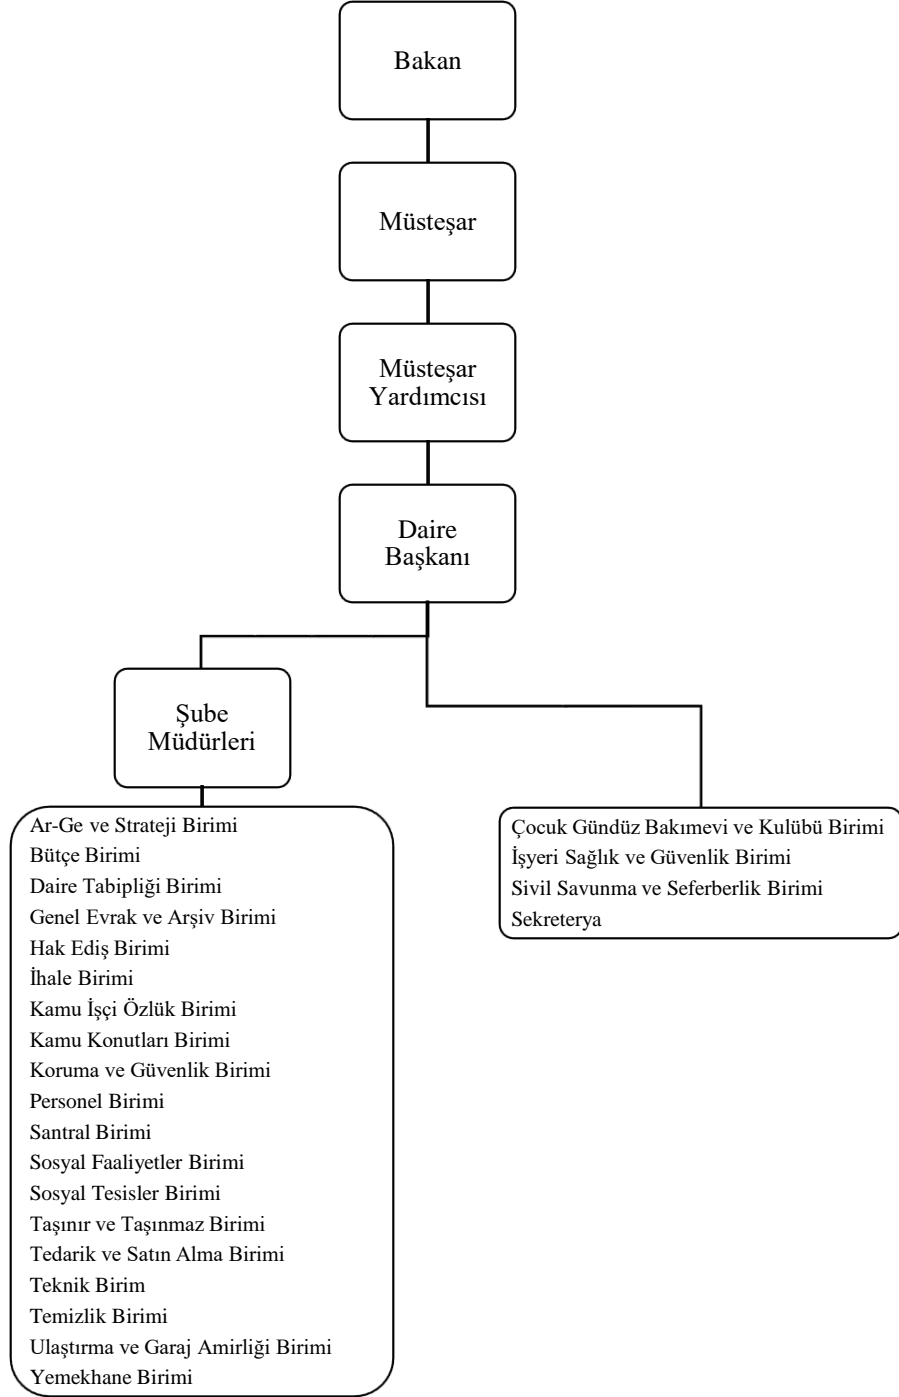 Bakan
Müsteşar
Müsteşar
Yardımcısı
Daire
Başkanı
Şube
Müdürleri
Ar-Ge ve Strateji Birimi
Bütçe Birimi
Daire Tabipliği Birimi
Genel Evrak ve Arşiv Birimi
Hak Ediş Birimi
İhale Birimi
Kamu İşçi Özlük Birimi
Kamu Konutları Birimi
Koruma ve Güvenlik Birimi
Personel Birimi
Santral Birimi
Sosyal Faaliyetler Birimi
Sosyal Tesisler Birimi
Taşınır ve Taşınmaz Birimi
Tedarik ve Satın Alma Birimi
Teknik Birim
Temizlik Birimi
Ulaştırma ve Garaj Amirliği Birimi
Yemekhane Birimi
Çocuk Gündüz Bakımevi ve Kulübü Birimi
İşyeri Sağlık ve Güvenlik Birimi
Sivil Savunma ve Seferberlik Birimi
Sekreterya